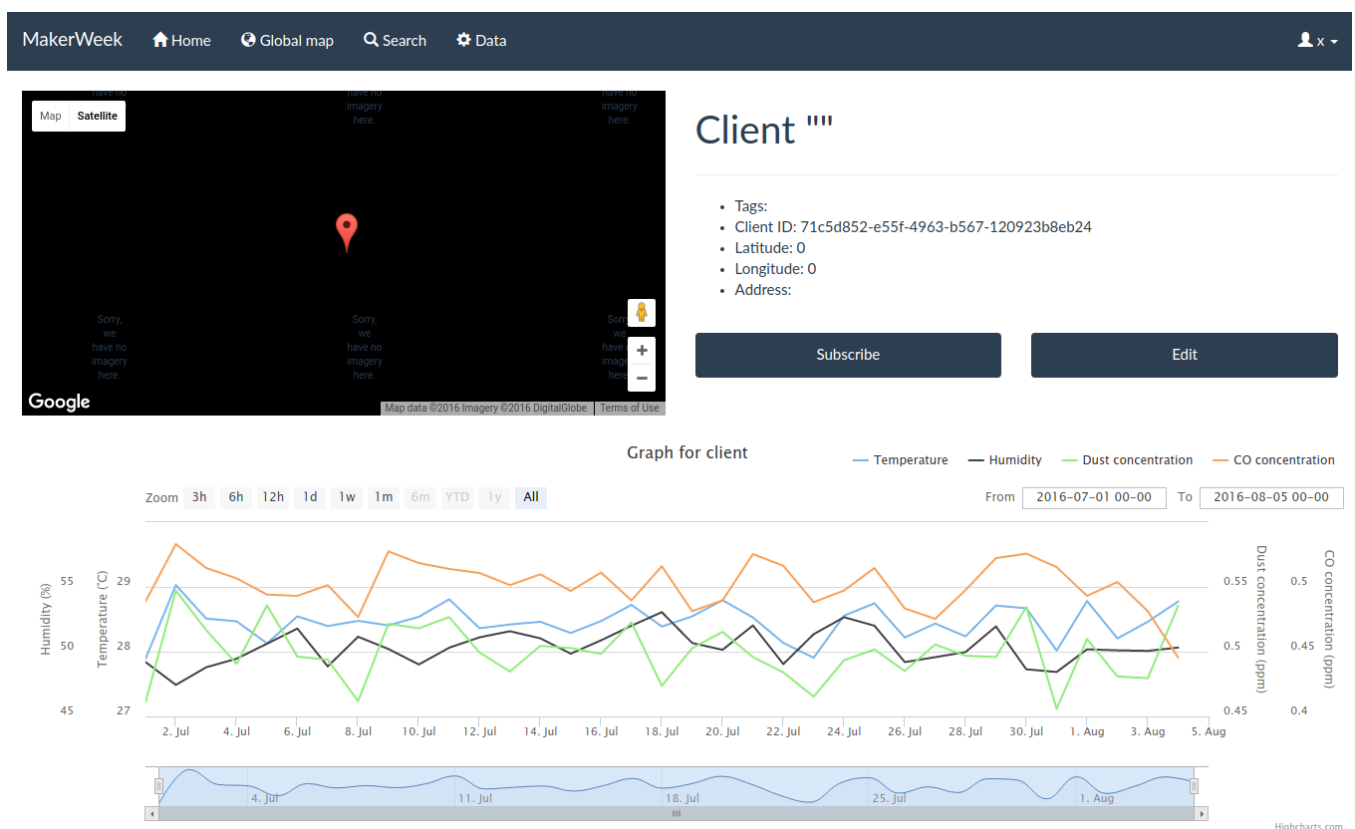 MakerWeek Home Global map Search Data x
have no have no have no
imagery imagery
here. here.
Map Satellite
Client ""
Tags:
Client ID: 71c5d852-e55f-4963-b567-120923b8eb24
Latitude: 0
Longitude: 0
Address:
Sorry, Sorry,
we we we
have no have no have
imagery imagery
here. here. here
Google
Map data ©2016 Imagery ©2016 DigitalGlobe Terms of Use
Subscribe Edit
Graph for client
Temperature Humidity Dust concentration CO concentration
Zoom 3h 6h 12h 1d 1w 1m 6m YTD 1y All
From 2016-07-01 00-00 To 2016-08-05 00-00
Humidity (%)
55
50
45
Temperature (°C)
29
28
27
Dust concentration (ppm)
0.55
0.5
0.45
CO concentration (ppm)
0.5
0.45
0.4
2. Jul 4. Jul 6. Jul 8. Jul 10. Jul 12. Jul 14. Jul 16. Jul 18. Jul 20. Jul 22. Jul 24. Jul 26. Jul 28. Jul 30. Jul 1. Aug 3. Aug 5. Aug
4. Jul 11. Jul 18. Jul 25. Jul 1. Aug
Highcharts.com